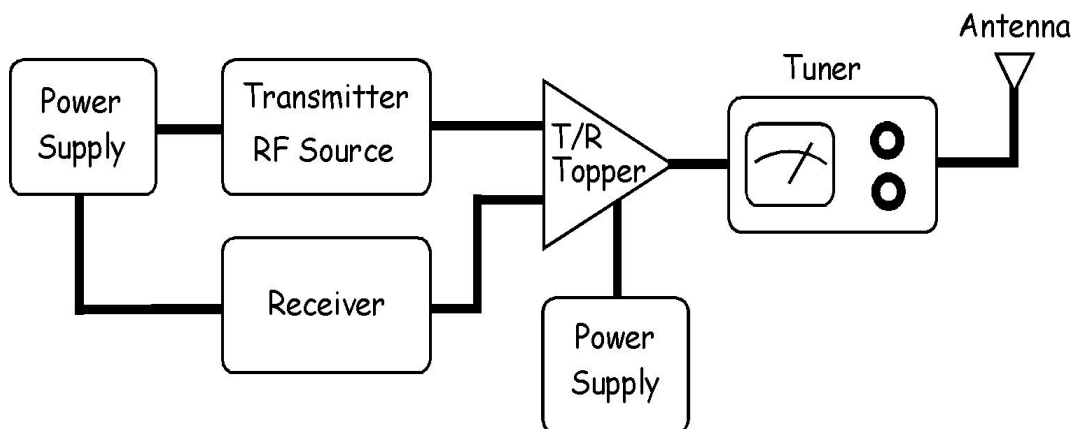 Power
Supply
Transmitter
RF Source
Receiver
T/R
Topper
Power
Supply
Tuner
Antenna